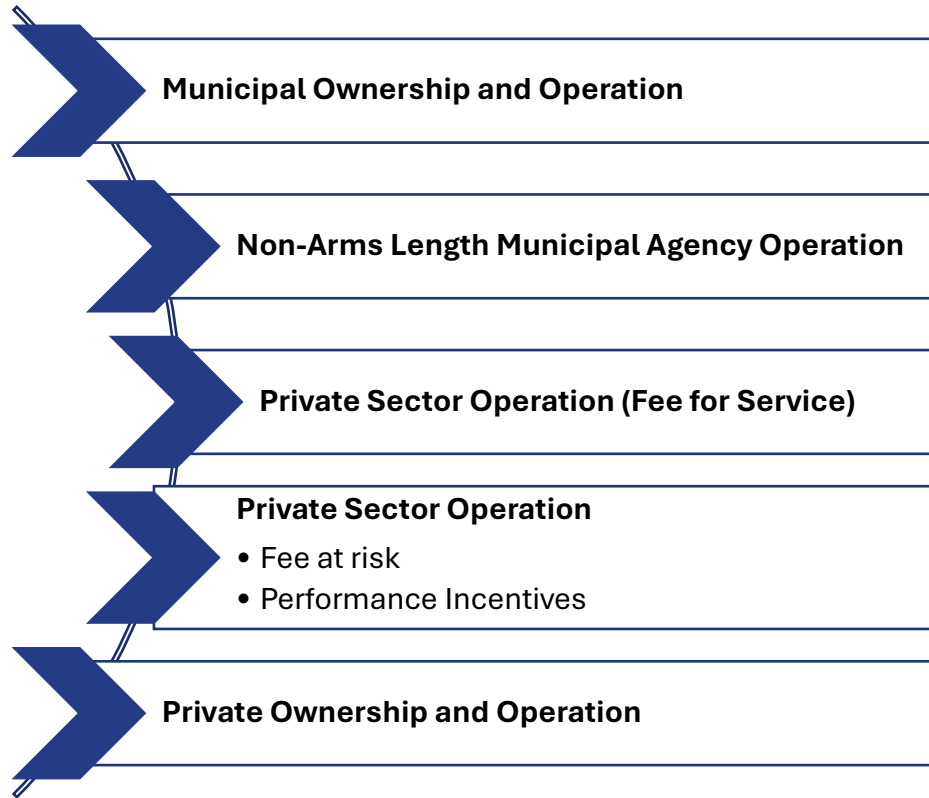 Municipal Ownership and Operation
Non-Arms Length Municipal Agency Operation
Private Sector Operation (Fee for Service)
Private Sector Operation
• Fee at risk
• Performance Incentives
Private Ownership and Operation